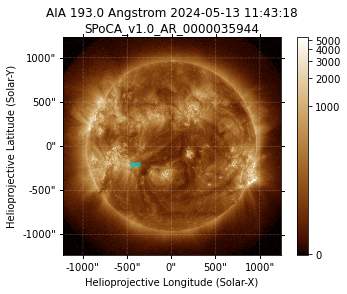 AIA 193.0 Angstrom 2024-05-13 11:43:18
SPoCA_v1.0_AR_0000035944
Helioprojective Latitude (Solar-Y)
1000"
500"
0"
-500"
-1000"
-1000" -500" 0" 500" 1000"
Helioprojective Longitude (Solar-X)
5000
4000
3000
2000
1000
0